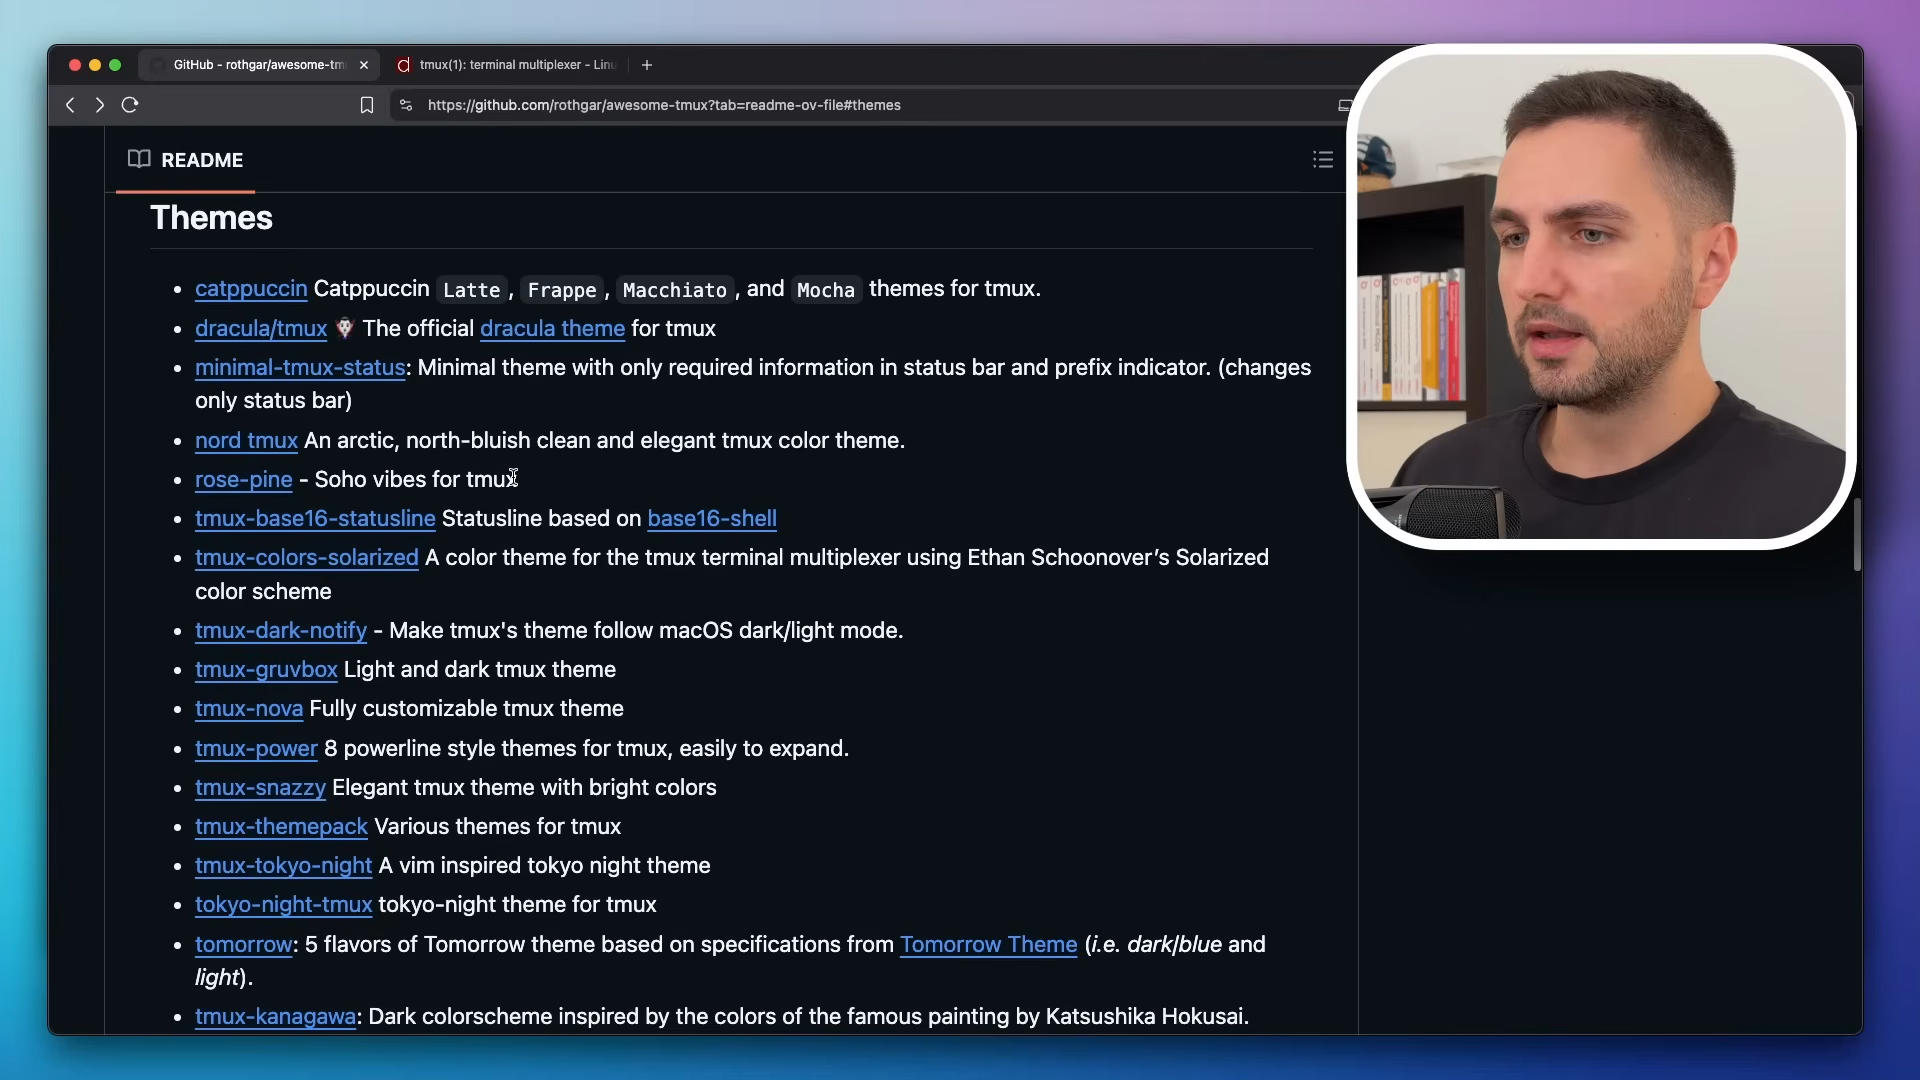 GitHub - rothgar/awesome-tm
tmux(1): terminal multiplexer - Linu
https://github.com/rothgar/awesome-tmux?tab=readme-ov-file#themes
README
Themes
catppuccin Catppuccin Latte, Frappe, Macchiato, and Mocha themes for tmux.
dracula/tmux 🧛🏻‍♂️ The official dracula theme for tmux
minimal-tmux-status: Minimal theme with only required information in status bar and prefix indicator. (changes
only status bar)
nord tmux An arctic, north-bluish clean and elegant tmux color theme.
rose-pine - Soho vibes for tmux
tmux-base16-statusline Statusline based on base16-shell
tmux-colors-solarized A color theme for the tmux terminal multiplexer using Ethan Schoonover’s Solarized
color scheme
tmux-dark-notify - Make tmux's theme follow macOS dark/light mode.
tmux-gruvbox Light and dark tmux theme
tmux-nova Fully customizable tmux theme
tmux-power 8 powerline style themes for tmux, easily to expand.
tmux-snazzy Elegant tmux theme with bright colors
tmux-themepack Various themes for tmux
tmux-tokyo-night A vim inspired tokyo night theme
tokyo-night-tmux tokyo-night theme for tmux
tomorrow: 5 flavors of Tomorrow theme based on specifications from Tomorrow Theme (i.e. dark/blue and
light).
tmux-kanagawa: Dark colorscheme inspired by the colors of the famous painting by Katsushika Hokusai.